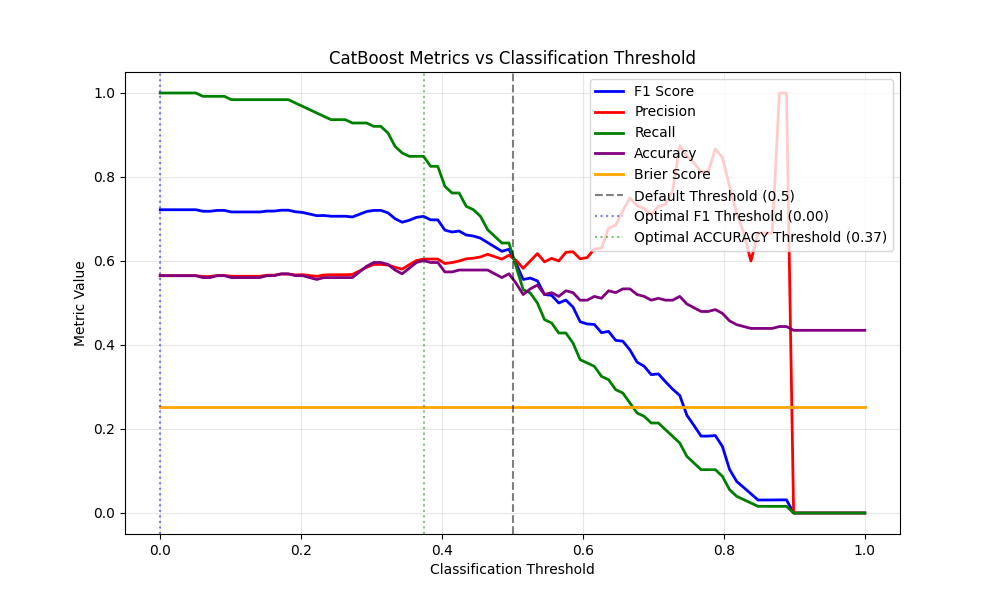 CatBoost Metrics vs Classification Threshold
Metric Value
1.0
0.8
0.6
0.4
0.2
0.0
F1 Score
Precision
Recall
Accuracy
Brier Score
Default Threshold (0.5)
Optimal F1 Threshold (0.00)
Optimal ACCURACY Threshold (0.37)
0.0 0.2 0.4 0.6 0.8 1.0
Classification Threshold